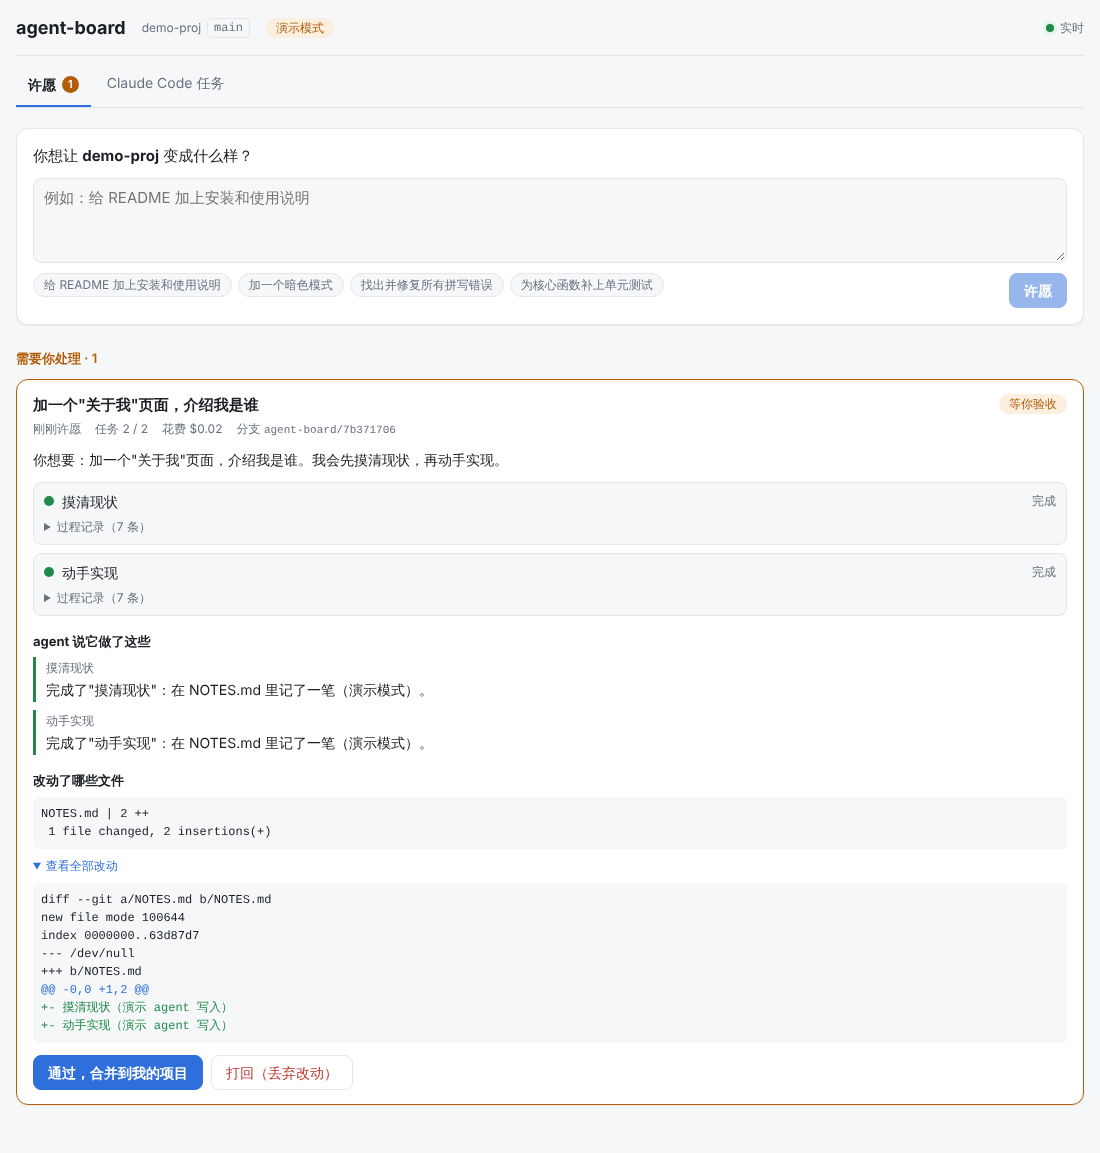 agent-board demo-proj main 演示模式 实时
许愿 1 Claude Code 任务
你想让 demo-proj 变成什么样？
例如：给 README 加上安装和使用说明
给 README 加上安装和使用说明 加一个暗色模式 找出并修复所有拼写错误 为核心函数补上单元测试 许愿
需要你处理 · 1
加一个"关于我"页面，介绍我是谁 等你验收
刚刚许愿 任务 2 / 2 花费 $0.02 分支 agent-board/7b371706
你想要：加一个"关于我"页面，介绍我是谁。我会先摸清现状，再动手实现。
摸清现状 完成
过程记录（7 条）
动手实现 完成
过程记录（7 条）
agent 说它做了这些
摸清现状
完成了"摸清现状"：在 NOTES.md 里记了一笔（演示模式）。
动手实现
完成了"动手实现"：在 NOTES.md 里记了一笔（演示模式）。
改动了哪些文件
NOTES.md | 2 ++
1 file changed, 2 insertions(+)
查看全部改动
diff --git a/NOTES.md b/NOTES.md
new file mode 100644
index 0000000..63d87d7
--- /dev/null
+++ b/NOTES.md
@@ -0,0 +1,2 @@
+- 摸清现状（演示 agent 写入）
+- 动手实现（演示 agent 写入）
通过，合并到我的项目 打回（丢弃改动）